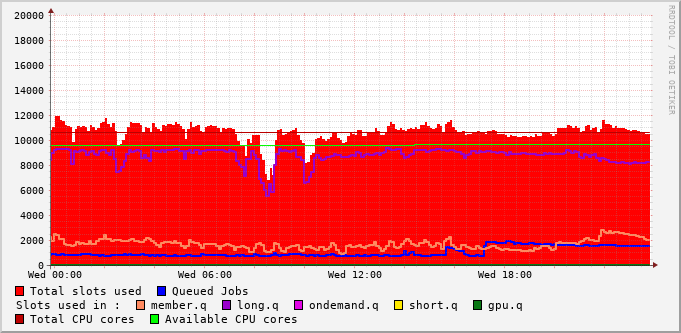 20000
18000
16000
14000
12000
10000
8000
6000
4000
2000
0
Wed 00:00 Wed 06:00 Wed 12:00 Wed 18:00
Total slots used Queued Jobs
Slots used in : member.q long.q ondemand.q short.q gpu.q
Total CPU cores Available CPU cores
RRDTOOL / TOBI OETIKER